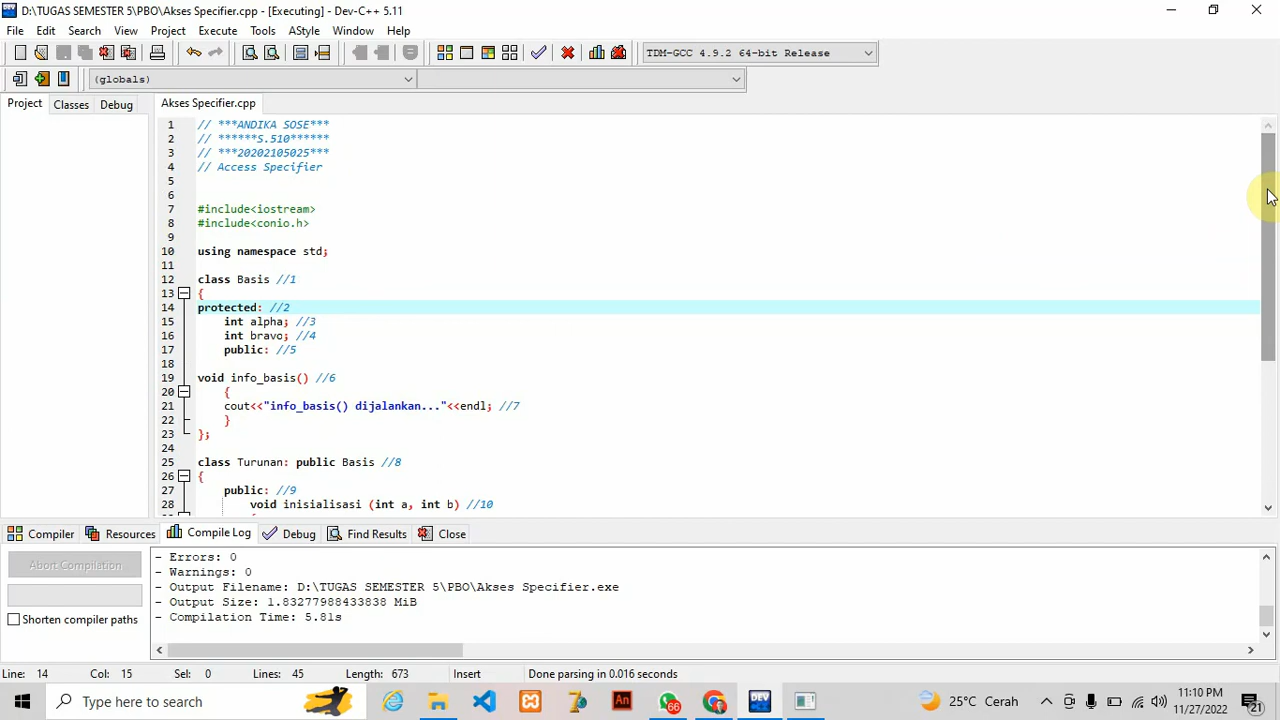 D:\TUGAS SEMESTER 5\PBO\Akses Specifier.cpp - [Executing] - Dev-C++ 5.11
File Edit Search View Project Execute Tools AStyle Window Help
TDM-GCC 4.9.2 64-bit Release
(globals)
Project Classes Debug
Akses Specifier.cpp
1 // ***ANDIKA SOSE***
2 // ******S.510******
3 // ***20202105025***
4 // Access Specifier
5
6
7 #include<iostream>
8 #include<conio.h>
9
10 using namespace std;
11
12 class Basis //1
13 {
14 protected: //2
15 int alpha; //3
16 int bravo; //4
17 public: //5
18
19 void info_basis() //6
20 {
21 cout<<"info_basis() dijalankan..."<<endl; //7
22 }
23 };
24
25 class Turunan: public Basis //8
26 {
27 public: //9
28 void inisialisasi (int a, int b) //10
Compiler Resources Compile Log Debug Find Results Close
Abort Compilation
Shorten compiler paths
- Errors: 0
- Warnings: 0
- Output Filename: D:\TUGAS SEMESTER 5\PBO\Akses Specifier.exe
- Output Size: 1.83277988433838 MiB
- Compilation Time: 5.81s
Line: 14 Col: 15 Sel: 0 Lines: 45 Length: 673 Insert Done parsing in 0.016 seconds
Type here to search
An
66
DEV
25°C Cerah
11:10 PM
11/27/2022
21